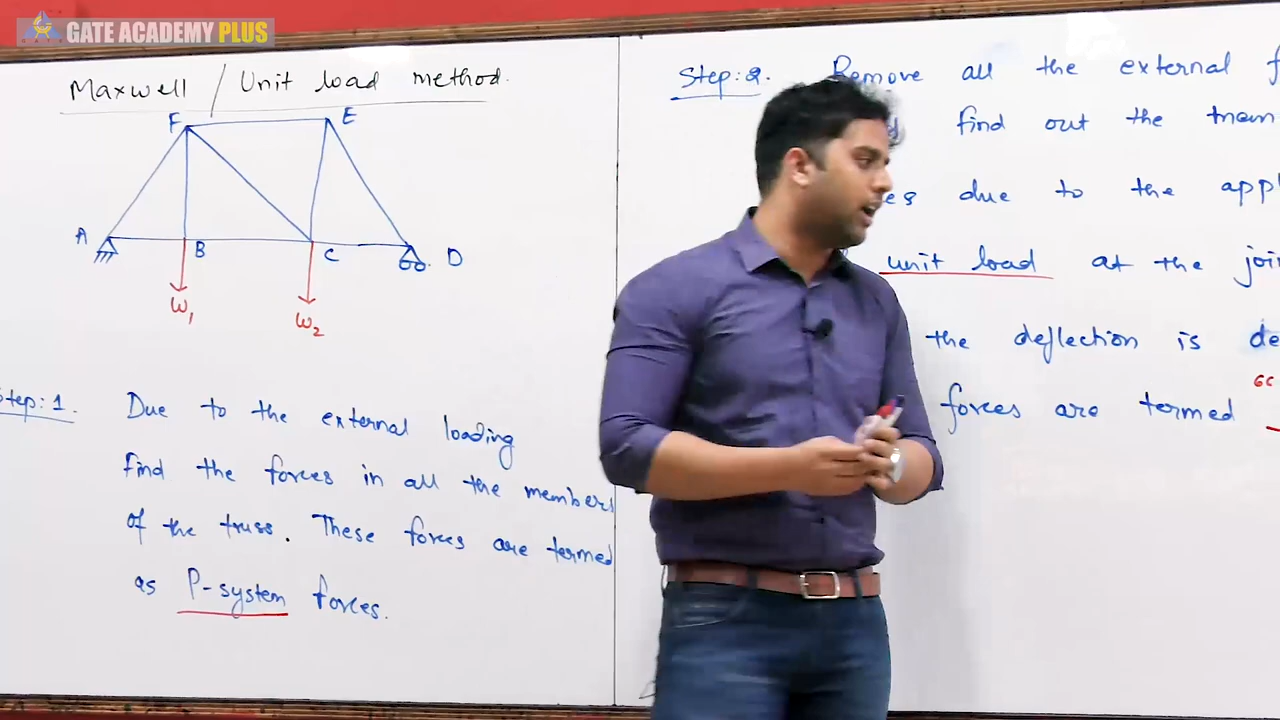 GATE ACADEMY PLUS
Maxwell / Unit load method.
F E
A B C D
W1
W2
Step: 1. Due to the external loading
find the forces in all the members
of the truss. These forces are termed
as P-system forces.
Step: 2. Remove all the external
find out the
due to the
unit load at the
the deflection is
forces are termed